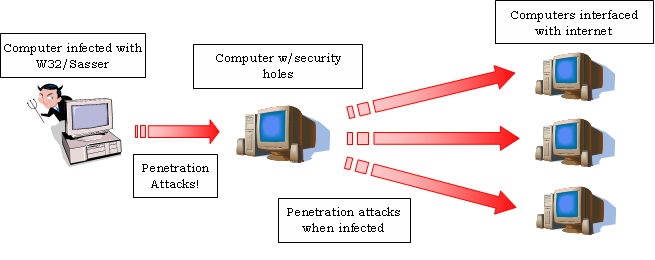 Computer infected with
W32/Sasser
Computer w/security
holes
Computers interfaced
with internet
Penetration
Attacks!
Penetration attacks
when infected